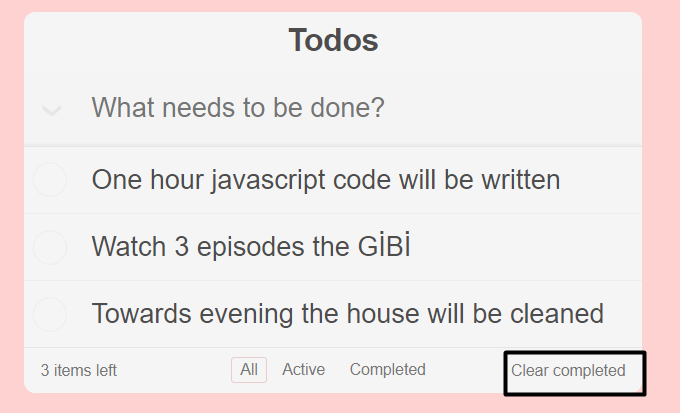 Todos
What needs to be done?
One hour javascript code will be written
Watch 3 episodes the GİBİ
Towards evening the house will be cleaned
3 items left All Active Completed Clear completed